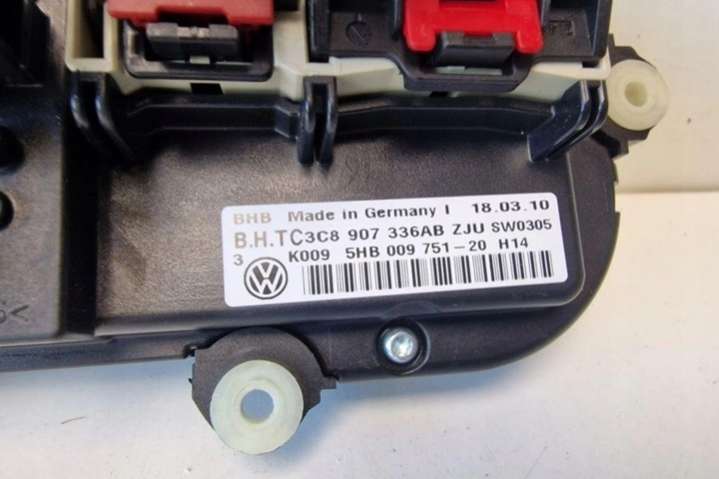 BHB Made in Germany I 18.03.10
B.H.TC3C8 907 336AB ZJU SW0305
3 K009 5HB 009 751-20 H14